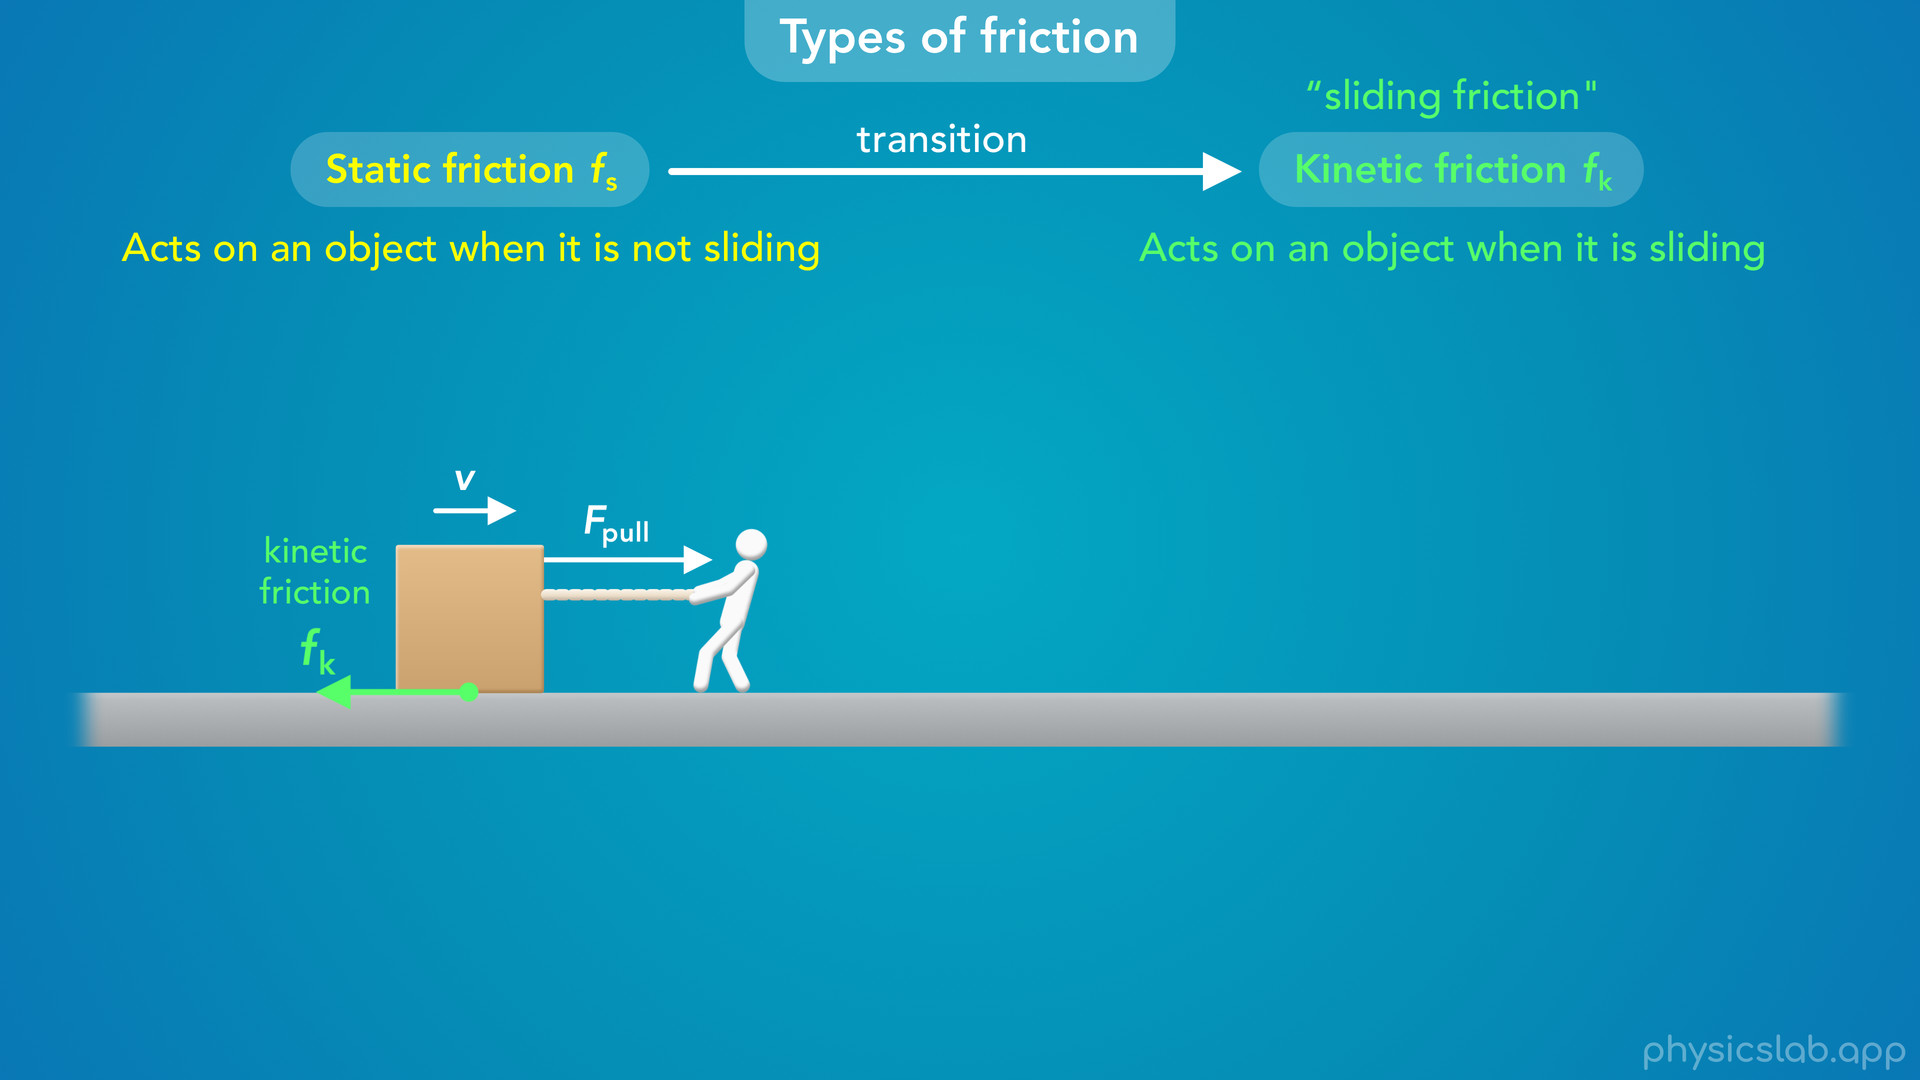 Types of friction
“sliding friction"
transition
Static friction fs
Kinetic friction fk
Acts on an object when it is not sliding
Acts on an object when it is sliding
v
Fpull
kinetic
friction
fk
physicslab.app